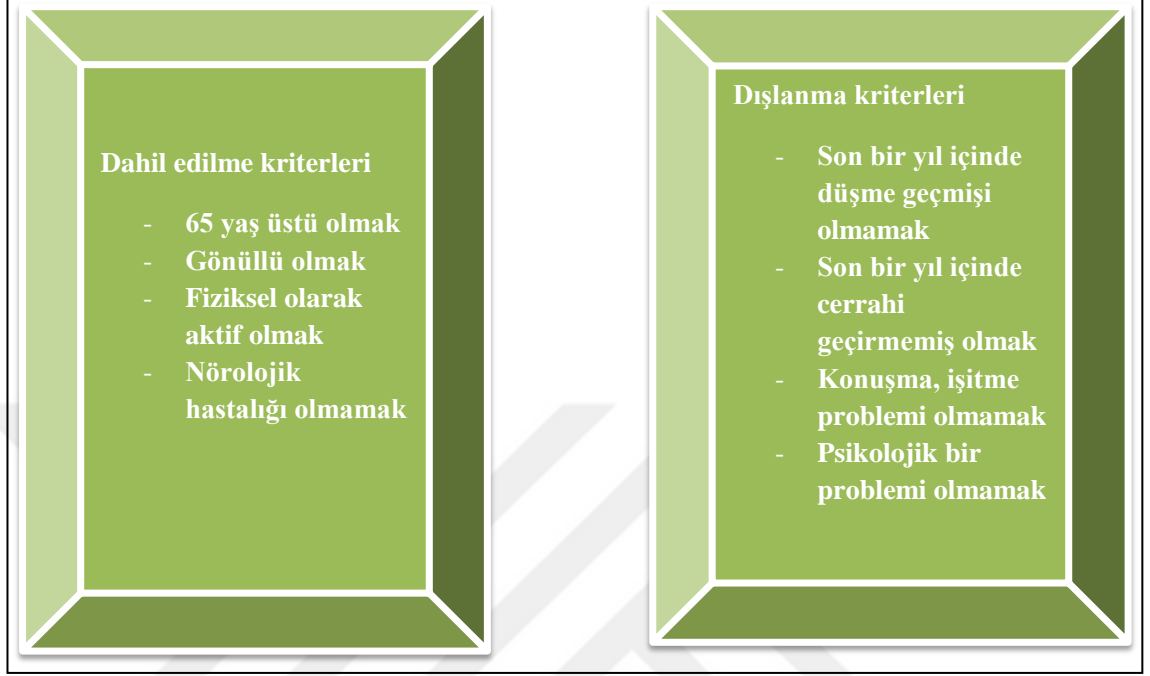 Dahil edilme kriterleri
- 65 yaş üstü olmak
- Gönüllü olmak
- Fiziksel olarak
aktif olmak
- Nörolojik
hastalığı olmamak
Dışlanma kriterleri
- Son bir yıl içinde
düşme geçmişi
olmamak
- Son bir yıl içinde
cerrahi
geçirmemiş olmak
- Konuşma, işitme
problemi olmamak
- Psikolojik bir
problemi olmamak